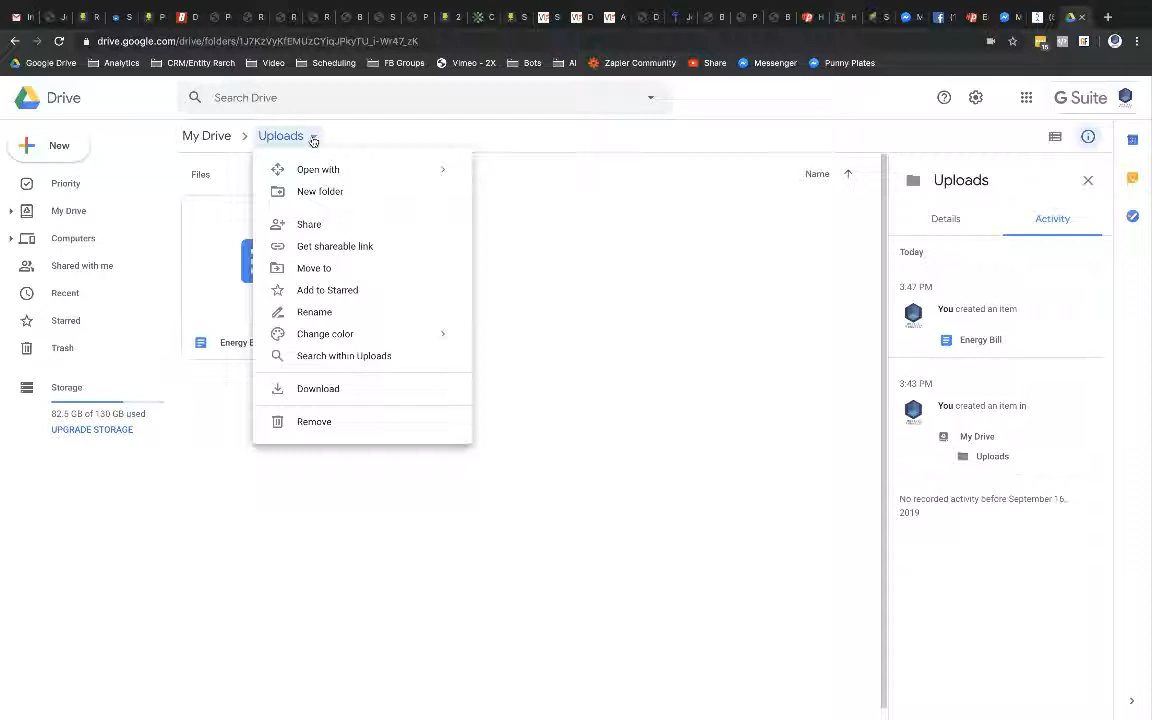 In J P S P D R P R R R B S P 2 C S S D A D J P B P H H S M f M (6
drive.google.com/drive/folders/1J7KzVyKfEMUzCYiqJPkyTU_i-Wr47_zK
15
Google Drive Analytics CRM/Entity Rsrch Video Scheduling FB Groups Vimeo - 2X Bots AI Zapier Community Share Messenger Punny Plates
Drive Search Drive G Suite
My Drive > Uploads
New
Priority
My Drive
Computers
Shared with me
Recent
Starred
Trash
Storage
82.5 GB of 130 GB used
UPGRADE STORAGE
Files Name
Energy B
Open with
New folder
Share
Get shareable link
Move to
Add to Starred
Rename
Change color
Search within Uploads
Download
Remove
Uploads
Details Activity
Today
3:47 PM
You created an item
Energy Bill
3:43 PM
You created an item in
My Drive
Uploads
No recorded activity before September 16,
2019